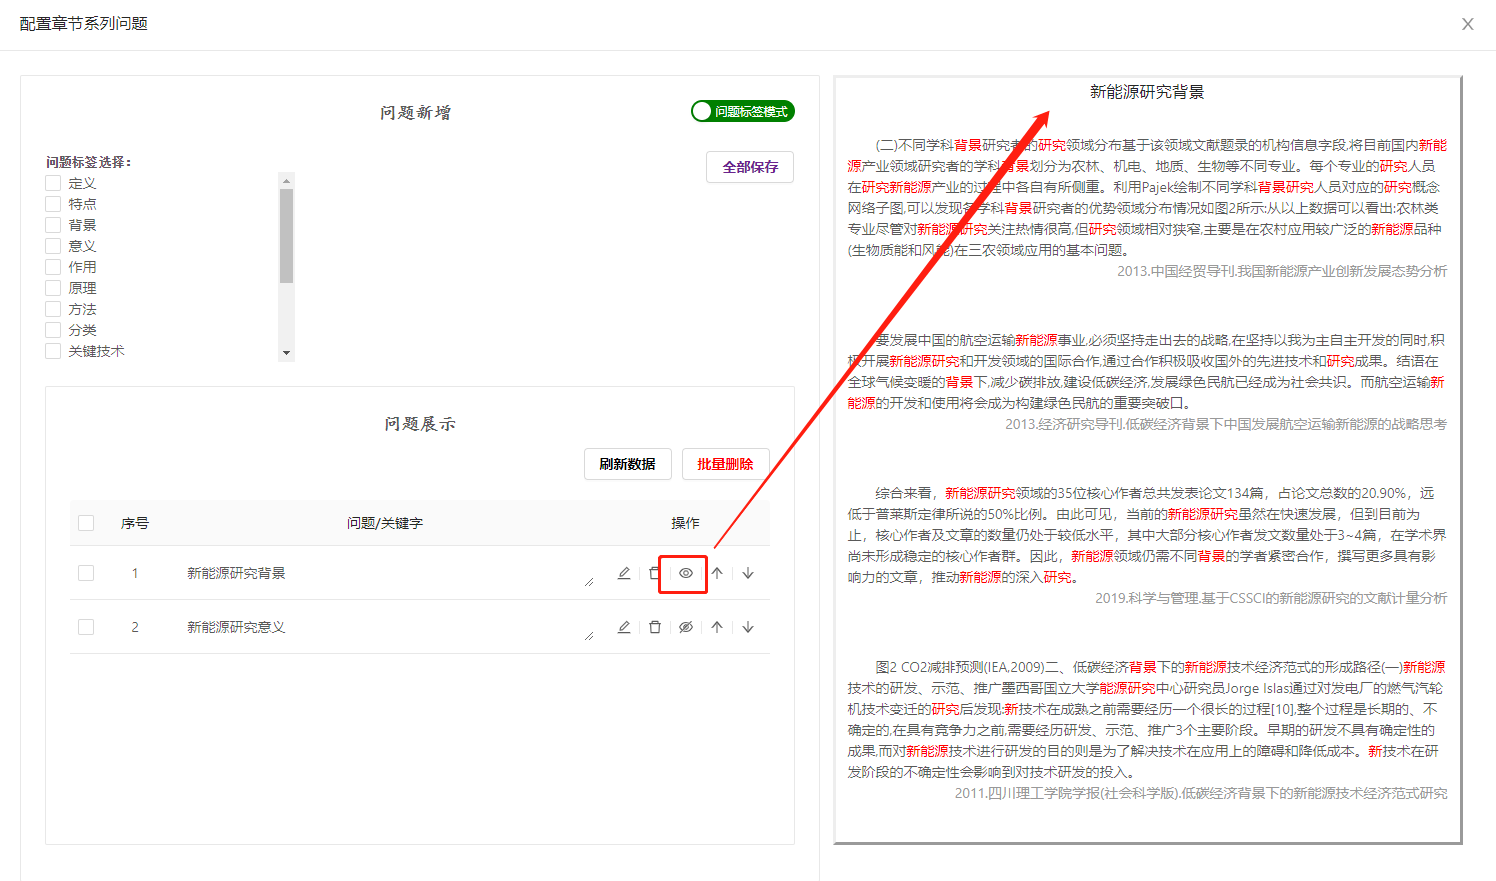 配置章节系列问题
X
问题新增
问题标签模式
问题标签选择:
全部保存
定义
特点
背景
意义
作用
原理
方法
分类
关键技术
问题展示
刷新数据
批量删除
序号
问题/关键字
操作
1
新能源研究背景
2
新能源研究意义
新能源研究背景
(二)不同学科背景研究者的研究领域分布基于该领域文献题录的机构信息字段,将目前国内新能
源产业领域研究者的学科背景划分为农林、机电、地质、生物等不同专业。每个专业的研究人员
在研究新能源产业的过程中各自有所侧重。利用Pajek绘制不同学科背景研究人员对应的研究概念
网络子图,可以发现各学科背景研究者的优势领域分布情况如图2所示:从以上数据可以看出:农林类
专业尽管对新能源研究关注热情很高,但研究领域相对狭窄,主要是在农村应用较广泛的新能源品种
(生物质能和风能)在三农领域应用的基本问题。
2013.中国经贸导刊.我国新能源产业创新发展态势分析
要发展中国的航空运输新能源事业,必须坚持走出去的战略,在坚持以我为主自主开发的同时,积
极开展新能源研究和开发领域的国际合作,通过合作积极吸收国外的先进技术和研究成果。结语在
全球气候变暖的背景下,减少碳排放,建设低碳经济,发展绿色民航已经成为社会共识。而航空运输新
能源的开发和使用将会成为构建绿色民航的重要突破口。
2013.经济研究导刊.低碳经济背景下中国发展航空运输新能源的战略思考
综合来看，新能源研究领域的35位核心作者总共发表论文134篇，占论文总数的20.90%，远
低于普莱斯定律所说的50%比例。由此可见，当前的新能源研究虽然在快速发展，但到目前为
止，核心作者及文章的数量仍处于较低水平，其中大部分核心作者发文数量处于3~4篇，在学术界
尚未形成稳定的核心作者群。因此，新能源领域仍需不同背景的学者紧密合作，撰写更多具有影
响力的文章，推动新能源的深入研究。
2019.科学与管理.基于CSSCI的新能源研究的文献计量分析
图2 CO2减排预测(IEA,2009)二、低碳经济背景下的新能源技术经济范式的形成路径(一)新能源
技术的研发、示范、推广墨西哥国立大学能源研究中心研究员Jorge Islas通过对发电厂的燃气汽轮
机技术变迁的研究后发现:新技术在成熟之前需要经历一个很长的过程[10],整个过程是长期的、不
确定的,在具有竞争力之前,需要经历研发、示范、推广3个主要阶段。早期的研发不具有确定性的
成果,而对新能源技术进行研发的目的则是为了解决技术在应用上的障碍和降低成本。新技术在研
发阶段的不确定性会影响到对技术研发的投入。
2011.四川理工学院学报(社会科学版).低碳经济背景下的新能源技术经济范式研究